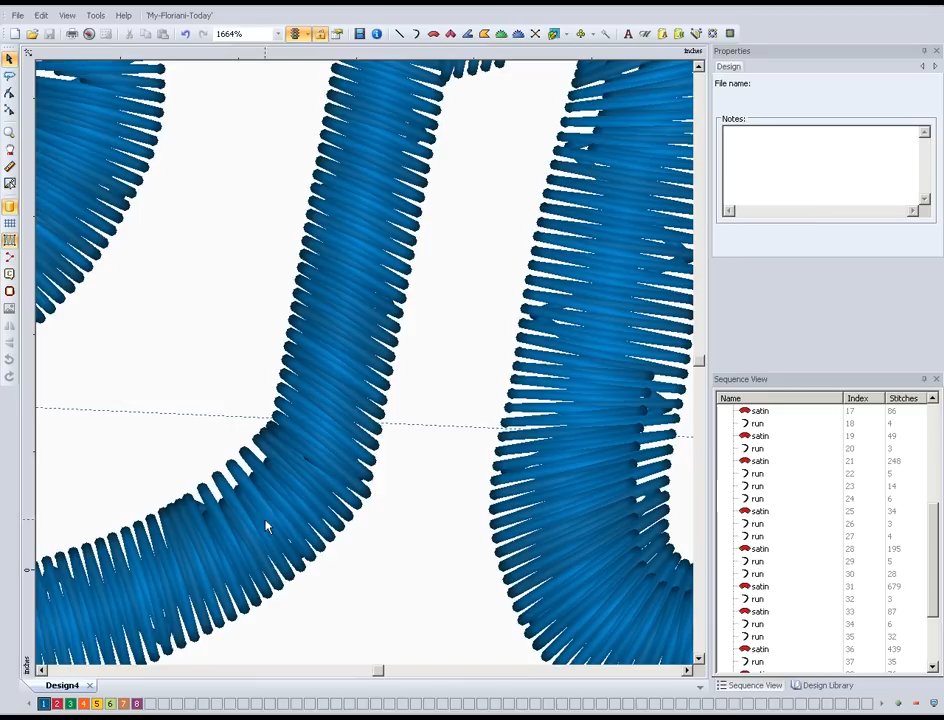 File Edit View Tools Help 'My-Floriani-Today'
1664%
Inches
Properties
Design
File name:
Notes:
Sequence View
Name Index Stitches
satin 17 86
run 18 4
satin 19 49
run 20 3
satin 21 248
run 22 5
run 23 14
run 24 6
satin 25 34
run 26 3
run 27 4
satin 28 195
run 29 5
run 30 28
satin 31 679
run 32 3
satin 33 87
run 34 6
run 35 32
satin 36 439
run 37 35
0
Inches
Design4
Sequence View Design Library
1 2 3 4 5 6 7 8